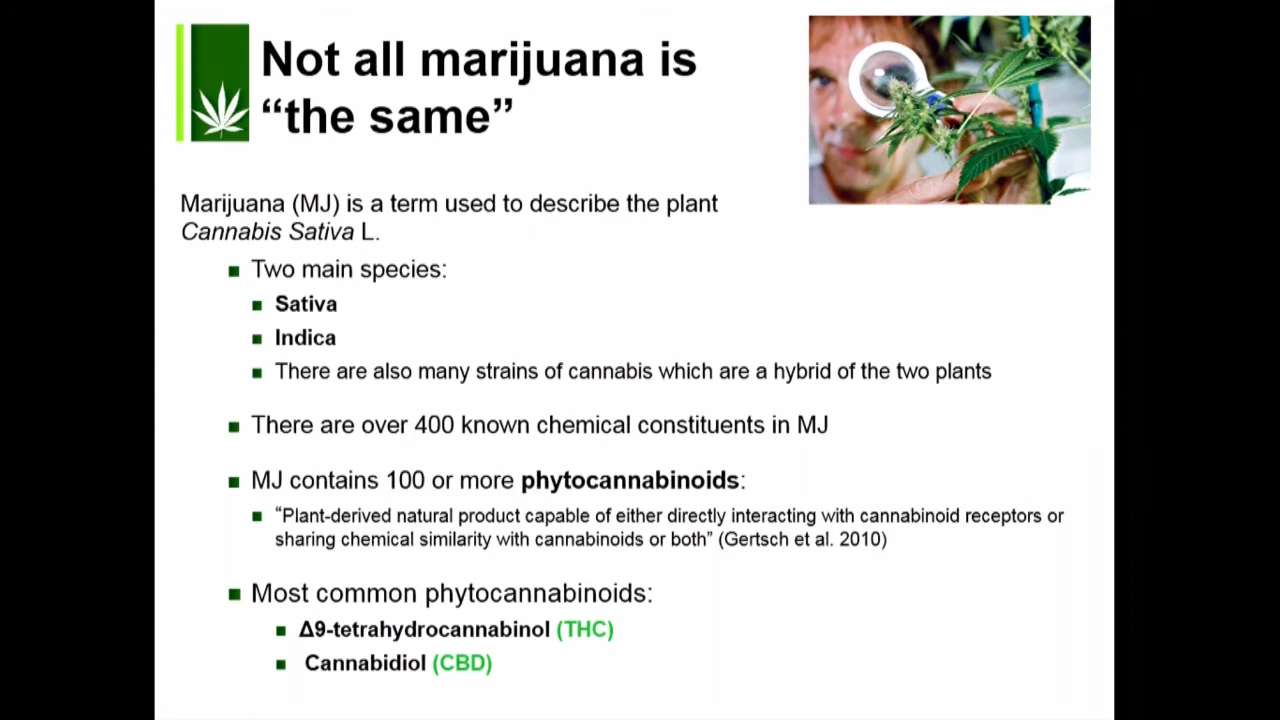 Not all marijuana is
“the same”
Marijuana (MJ) is a term used to describe the plant
Cannabis Sativa L.
Two main species:
Sativa
Indica
There are also many strains of cannabis which are a hybrid of the two plants
There are over 400 known chemical constituents in MJ
MJ contains 100 or more phytocannabinoids:
“Plant-derived natural product capable of either directly interacting with cannabinoid receptors or
sharing chemical similarity with cannabinoids or both” (Gertsch et al. 2010)
Most common phytocannabinoids:
Δ9-tetrahydrocannabinol (THC)
Cannabidiol (CBD)